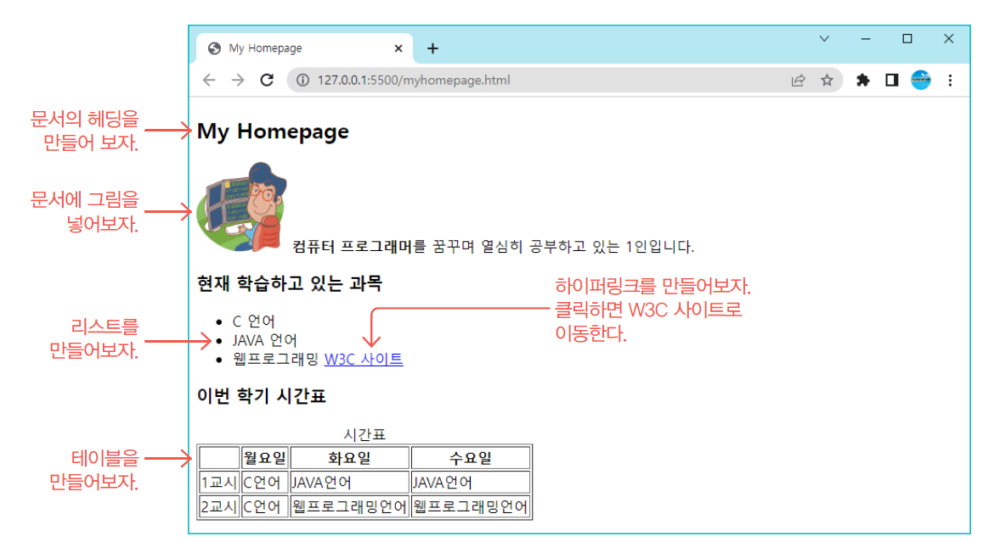 My Homepage
127.0.0.1:5500/myhomepage.html
문서의 헤딩을
만들어 보자.
My Homepage
문서에 그림을
넣어보자.
컴퓨터 프로그래머를 꿈꾸며 열심히 공부하고 있는 1인입니다.
현재 학습하고 있는 과목
하이퍼링크를 만들어보자.
클릭하면 W3C 사이트로
이동한다.
리스트를
만들어보자.
C 언어
JAVA 언어
웹프로그래밍 W3C 사이트
이번 학기 시간표
시간표
테이블을
만들어보자.
월요일 화요일 수요일
1교시 C언어 JAVA언어 JAVA언어
2교시 C언어 웹프로그래밍언어 웹프로그래밍언어